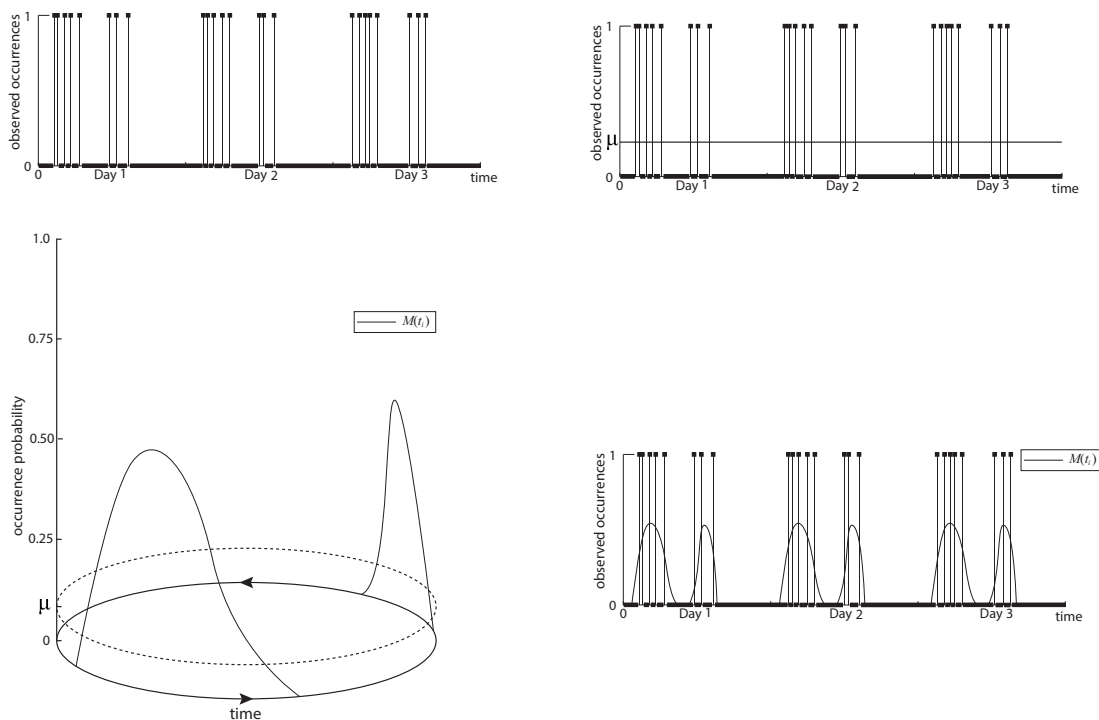 observed occurrences
1
0
0
Day 1
Day 2
Day 3
time
observed occurrences
1
μ
0
0
Day 1
Day 2
Day 3
time
occurrence probability
1.0
0.75
0.50
0.25
μ
0
time
M(tᵢ)
observed occurrences
1
0
0
Day 1
Day 2
Day 3
time
M(tᵢ)